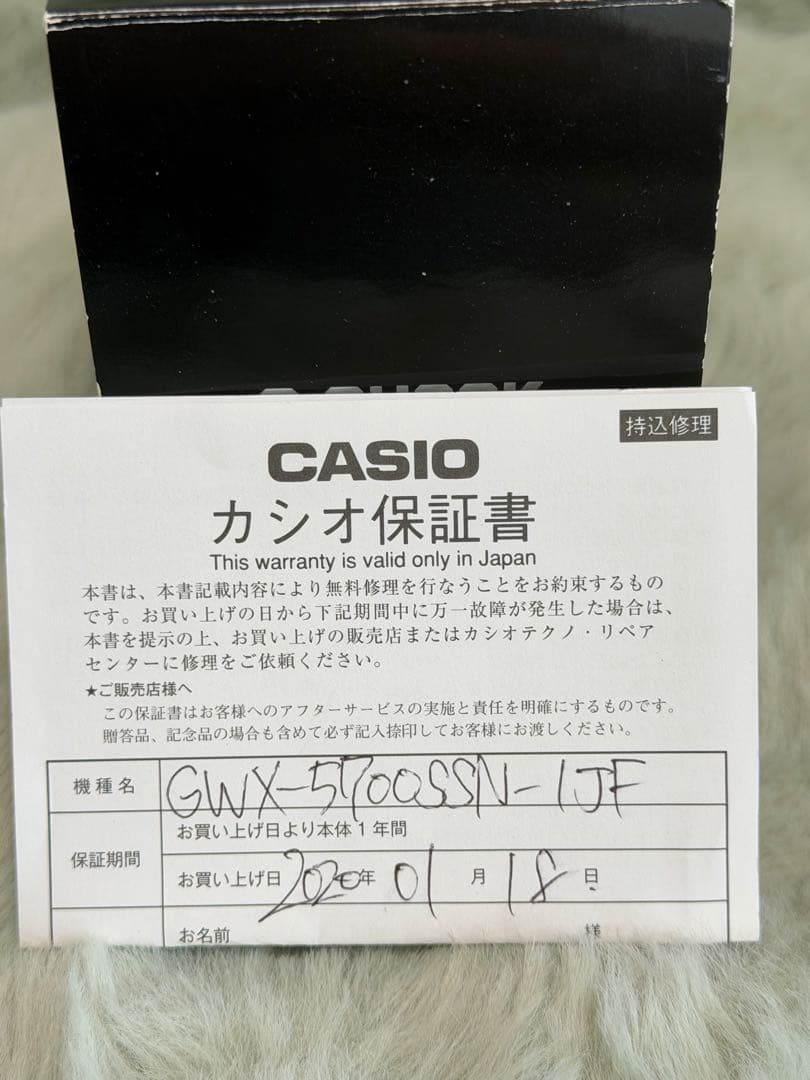 G-SHOCK
持込修理
CASIO
カシオ保証書
This warranty is valid only in Japan
本書は、本書記載内容により無料修理を行なうことをお約束するもの
です。お買い上げの日から下記期間中に万一故障が発生した場合は、
本書を提示の上、お買い上げの販売店またはカシオテクノ・リペア
センターに修理をご依頼ください。
★ご販売店様へ
この保証書はお客様へのアフターサービスの実施と責任を明確にするものです。
贈答品、記念品の場合も含めて必ず記入捺印してお客様にお渡しください。
機種名 GWX-5700SSN-1JF
保証期間 お買い上げ日より本体1年間
お買い上げ日 2020年 01月 18日
お名前 様